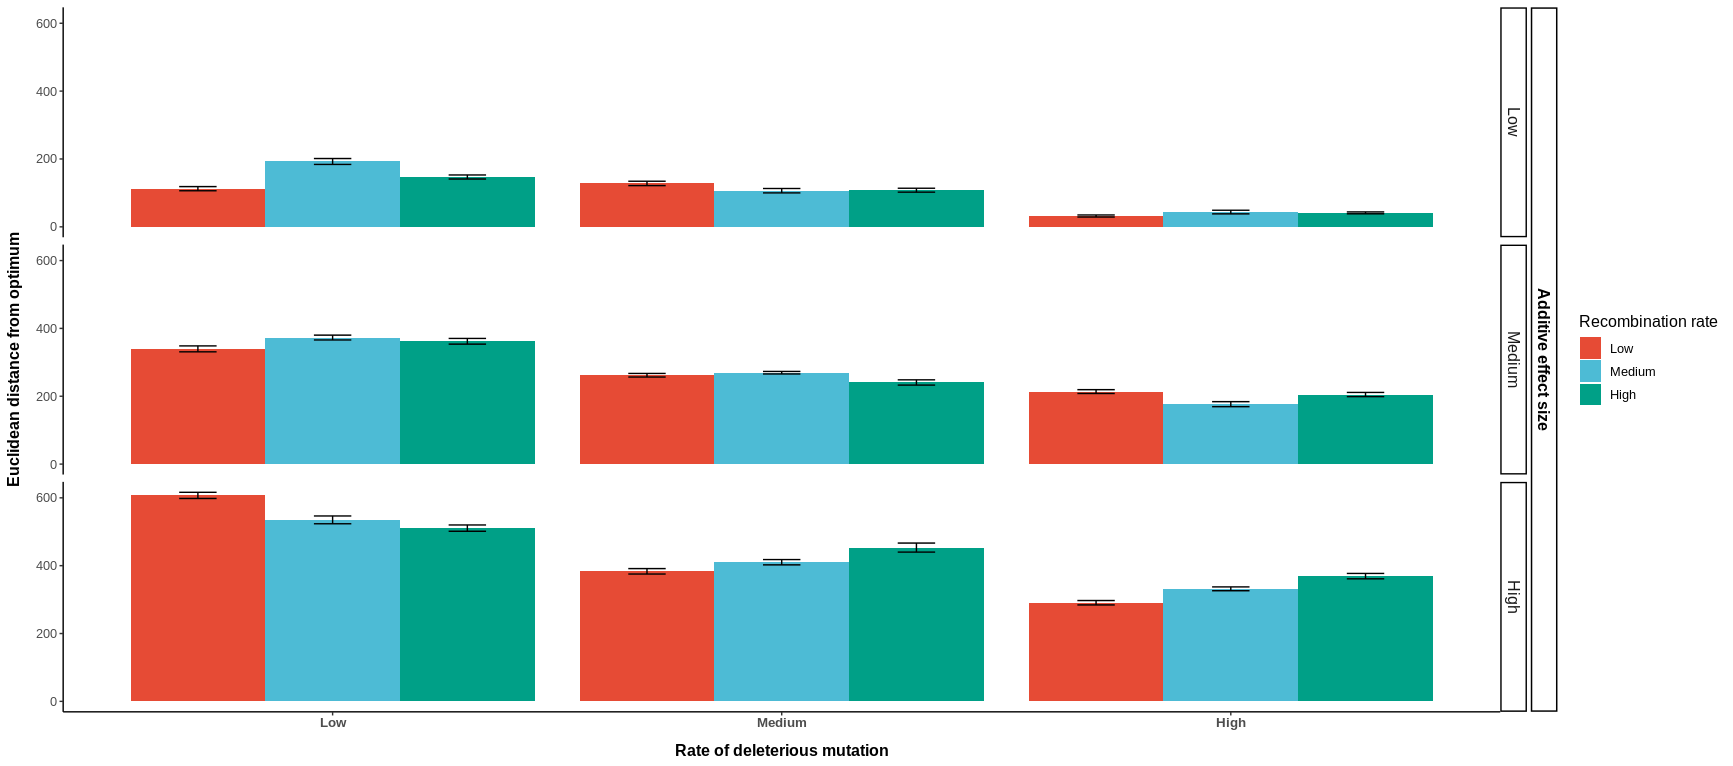 Euclidean distance from optimum
600
400
200
0
Low
600
400
200
0
Medium
600
400
200
0
High
Additive effect size
Low
Medium
High
Rate of deleterious mutation
Recombination rate
Low
Medium
High